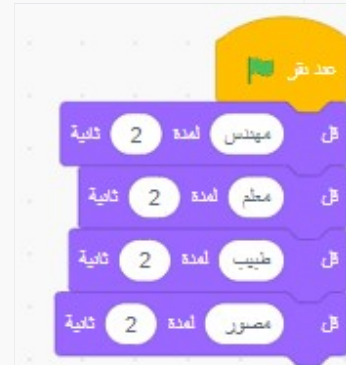 عند نقر
قل مهندس لمدة 2 ثانية
قل معلم لمدة 2 ثانية
قل طبيب لمدة 2 ثانية
قل مصور لمدة 2 ثانية